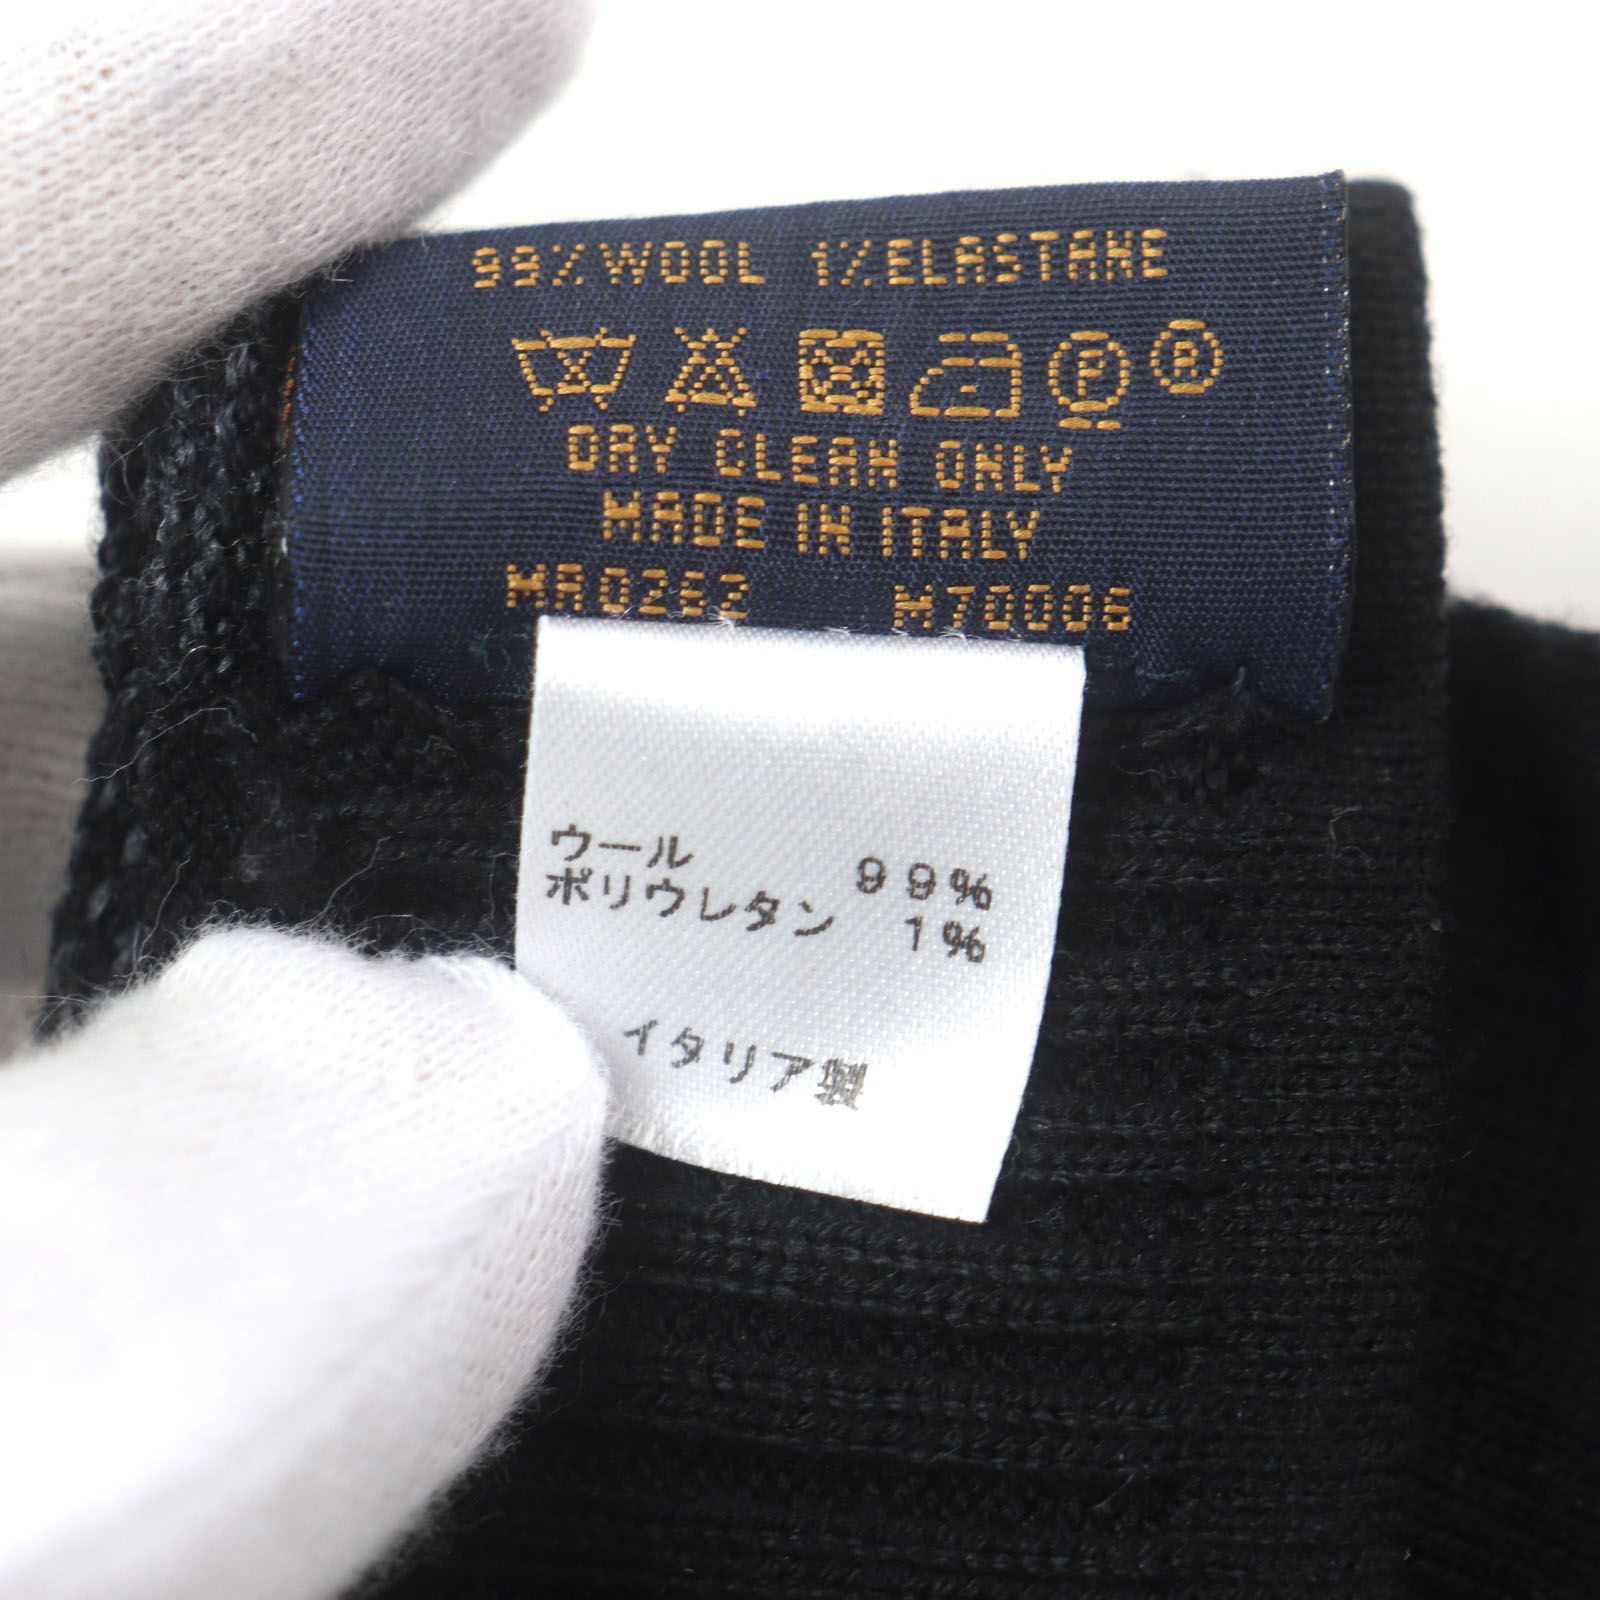 99% WOOL 1% ELASTANE
P R
DRY CLEAN ONLY
MADE IN ITALY
MR0262 M70006
ウール 99%
ポリウレタン 1%
イタリア製